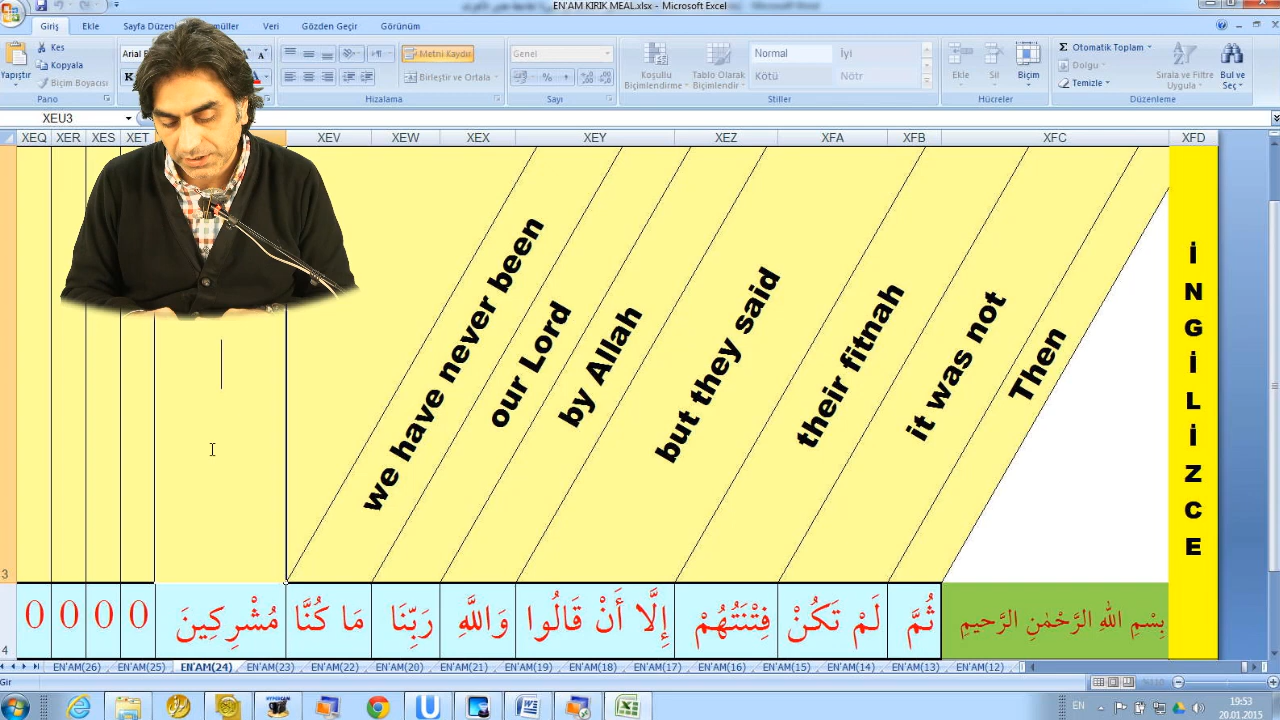 EN'AM KIRIK MEAL.xlsx - Microsoft Excel
Giriş Ekle Sayfa Düzeni Veri Gözden Geçir Görünüm
Yapıştır Kes Kopyala Biçim Boyacısı
Pano
Arial
K
Metni Kaydır
Birleştir ve Ortala
Hizalama
Genel
%
Sayı
Koşullu Biçimlendirme
Tablo Olarak Biçimlendir
Normal İyi
Kötü Nötr
Stiller
Ekle Sil Biçim
Hücreler
Σ Otomatik Toplam
Dolgu
Temizle
Sırala ve Filtre Uygula
Bul ve Seç
Düzenleme
XEU3
XEQ XER XES XET XEV XEW XEX XEY XEZ XFA XFB XFC XFD
Then
it was not
their fitnah
but they said
by Allah
our Lord
we have never been
İNGİLİZCE
3
4
بِسْمِ اللهِ الرَّحْمٰنِ الرَّحيمِ
ثُمَّ لَمْ تَكُنْ فِتْنَتُهُمْ إِلَّا أَنْ قَالُوا وَاللَّهِ رَبِّنَا مَا كُنَّا مُشْرِكِينَ 0 0 0 0
EN'AM(26) EN'AM(25) EN'AM(24) EN'AM(23) EN'AM(22) EN'AM(21) EN'AM(20) EN'AM(19) EN'AM(18) EN'AM(17) EN'AM(16) EN'AM(15) EN'AM(14) EN'AM(13) EN'AM(12)
Gir
EN
19:53
20.01.2015